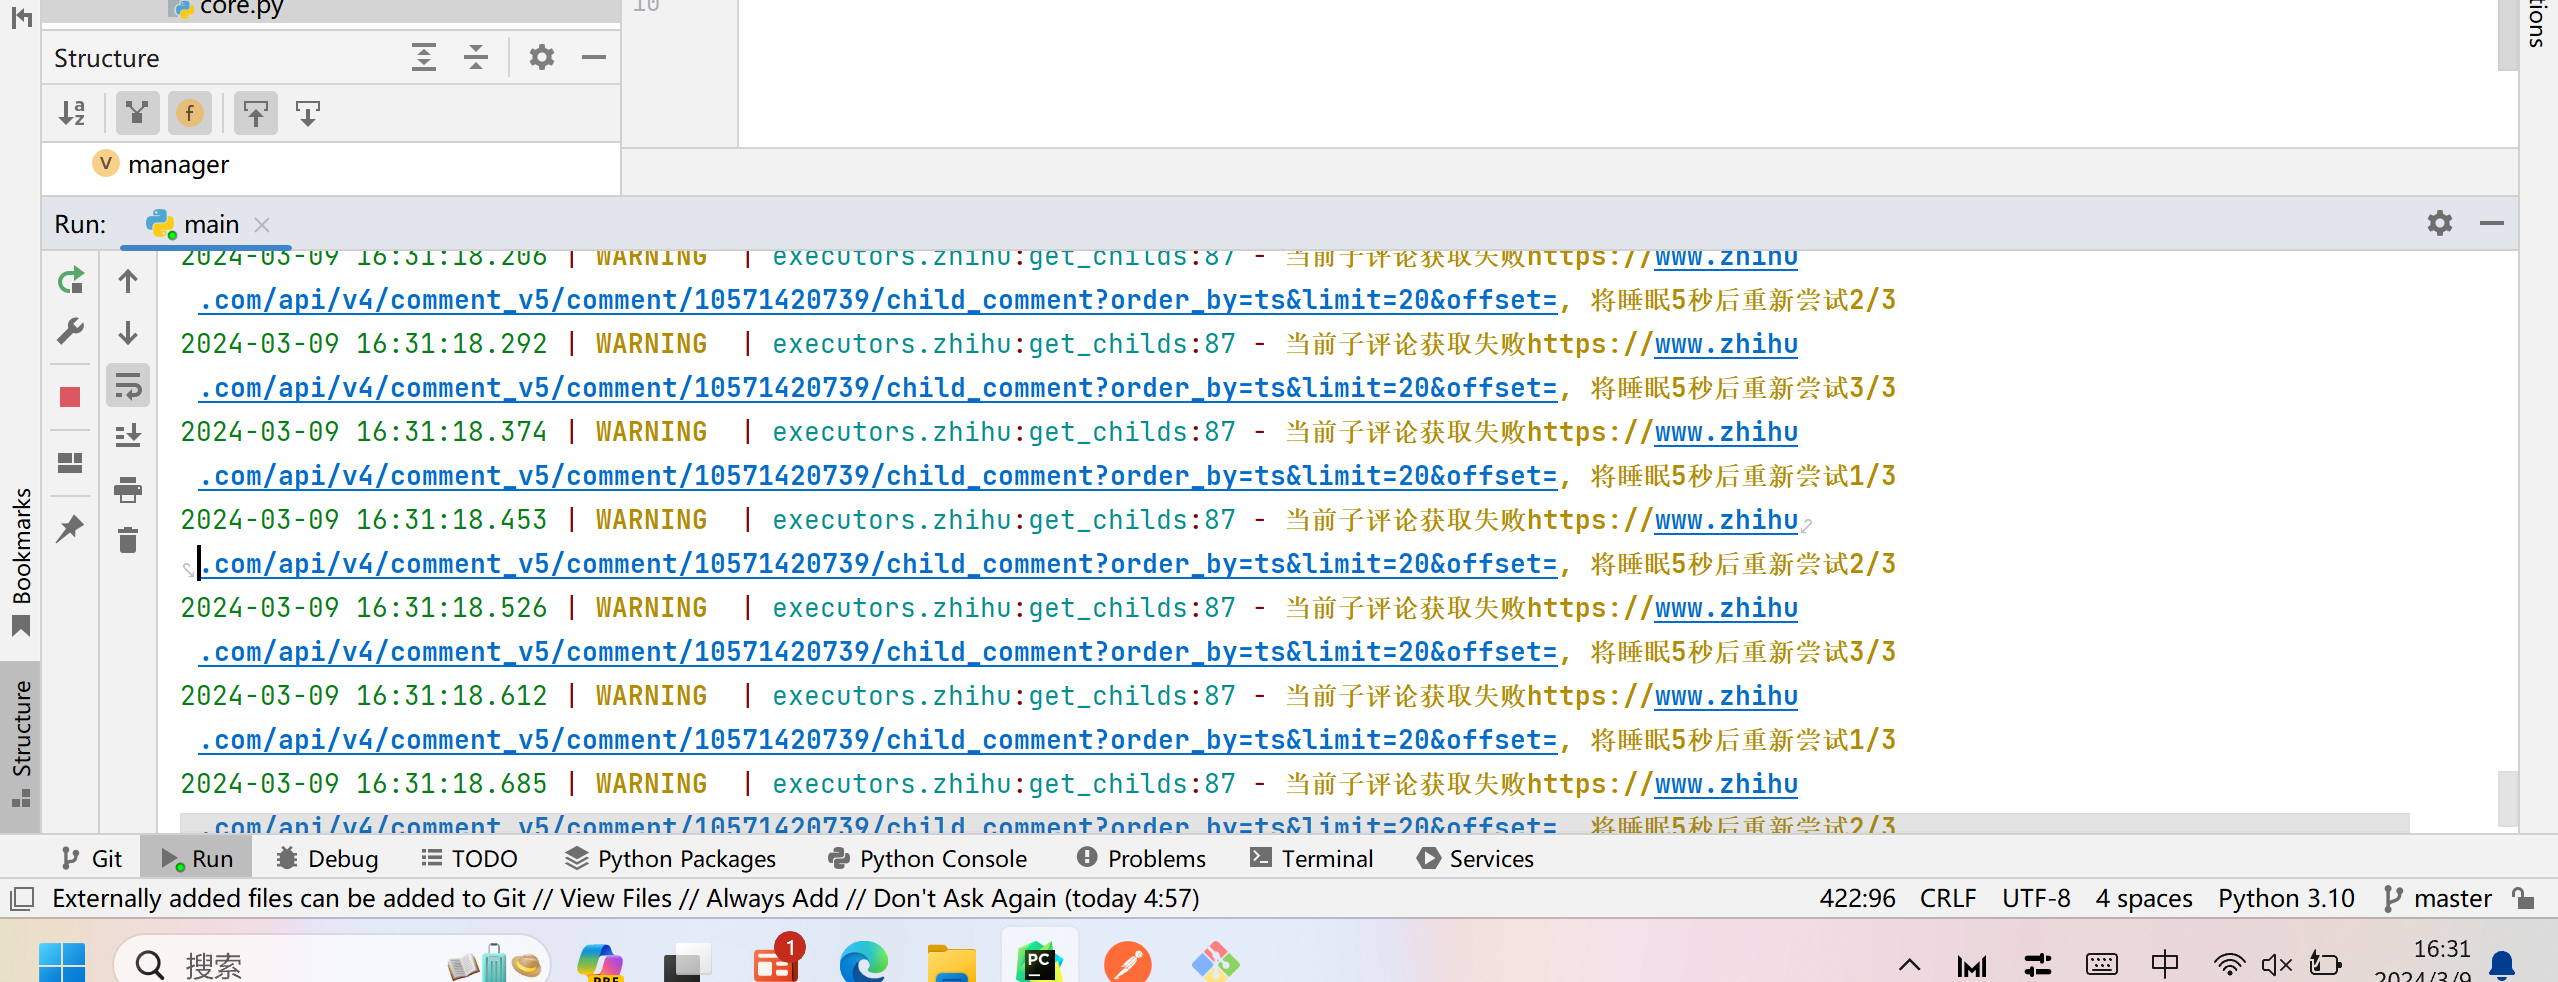 core.py
10
tions
Structure
manager
Run: main
2024-03-09 16:31:18.206 | WARNING | executors.zhihu:get_childs:87 - 当前子评论获取失败https://www.zhihu
.com/api/v4/comment_v5/comment/10571420739/child_comment?order_by=ts&limit=20&offset=, 将睡眠5秒后重新尝试2/3
2024-03-09 16:31:18.292 | WARNING | executors.zhihu:get_childs:87 - 当前子评论获取失败https://www.zhihu
.com/api/v4/comment_v5/comment/10571420739/child_comment?order_by=ts&limit=20&offset=, 将睡眠5秒后重新尝试3/3
2024-03-09 16:31:18.374 | WARNING | executors.zhihu:get_childs:87 - 当前子评论获取失败https://www.zhihu
.com/api/v4/comment_v5/comment/10571420739/child_comment?order_by=ts&limit=20&offset=, 将睡眠5秒后重新尝试1/3
2024-03-09 16:31:18.453 | WARNING | executors.zhihu:get_childs:87 - 当前子评论获取失败https://www.zhihu
.com/api/v4/comment_v5/comment/10571420739/child_comment?order_by=ts&limit=20&offset=, 将睡眠5秒后重新尝试2/3
2024-03-09 16:31:18.526 | WARNING | executors.zhihu:get_childs:87 - 当前子评论获取失败https://www.zhihu
.com/api/v4/comment_v5/comment/10571420739/child_comment?order_by=ts&limit=20&offset=, 将睡眠5秒后重新尝试3/3
2024-03-09 16:31:18.612 | WARNING | executors.zhihu:get_childs:87 - 当前子评论获取失败https://www.zhihu
.com/api/v4/comment_v5/comment/10571420739/child_comment?order_by=ts&limit=20&offset=, 将睡眠5秒后重新尝试1/3
2024-03-09 16:31:18.685 | WARNING | executors.zhihu:get_childs:87 - 当前子评论获取失败https://www.zhihu
.com/api/v4/comment_v5/comment/10571420739/child_comment?order_by=ts&limit=20&offset= 将睡眠5秒后重新尝试2/3
Bookmarks
Structure
Git Run Debug TODO Python Packages Python Console Problems Terminal Services
Externally added files can be added to Git // View Files // Always Add // Don't Ask Again (today 4:57) 422:96 CRLF UTF-8 4 spaces Python 3.10 master
搜索 PRE 1 PC 中 16:31
2024/3/9